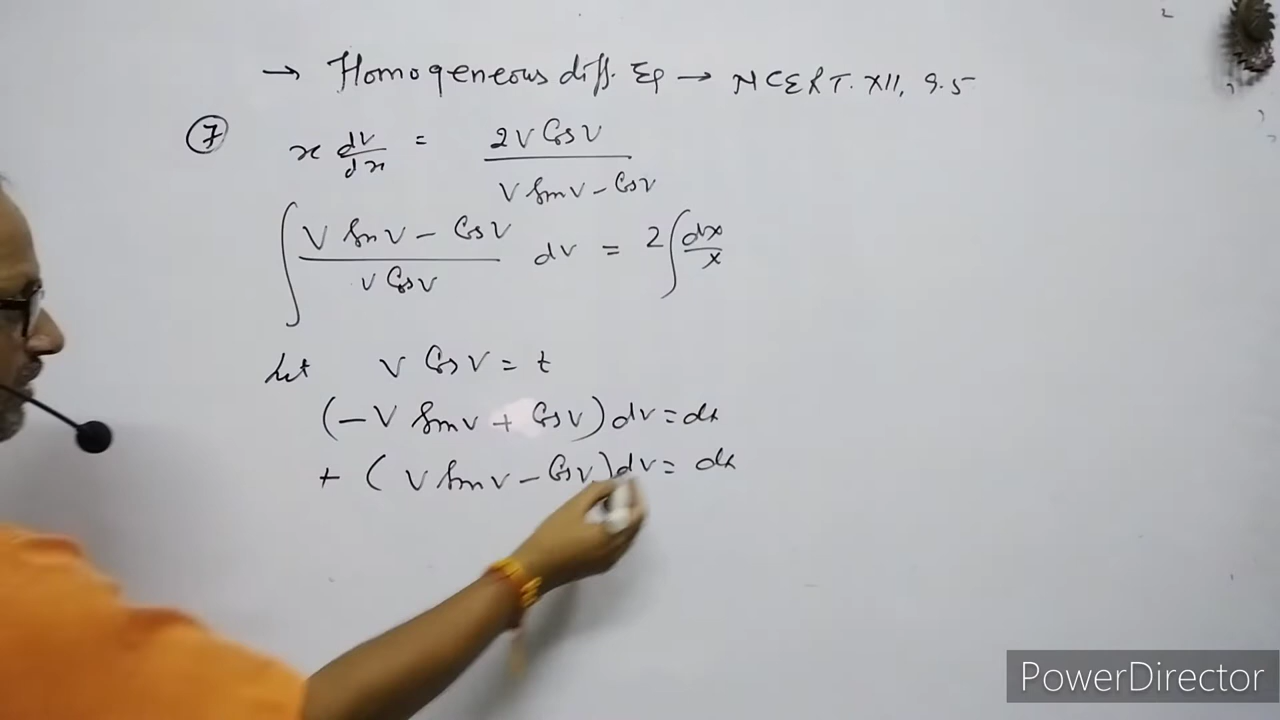 → Homogeneous diff. Eq → NCERT. XII, 9.5
⑦ x dv/dx = 2V Cos V / V Sin V - Cos V
∫ V Sin V - Cos V / V Cos V dv = 2 ∫ dx/x
Let V Cos V = t
(-V Sin V + Cos V) dv = dt
+ (V Sin V - Cos V) dv = dt
PowerDirector